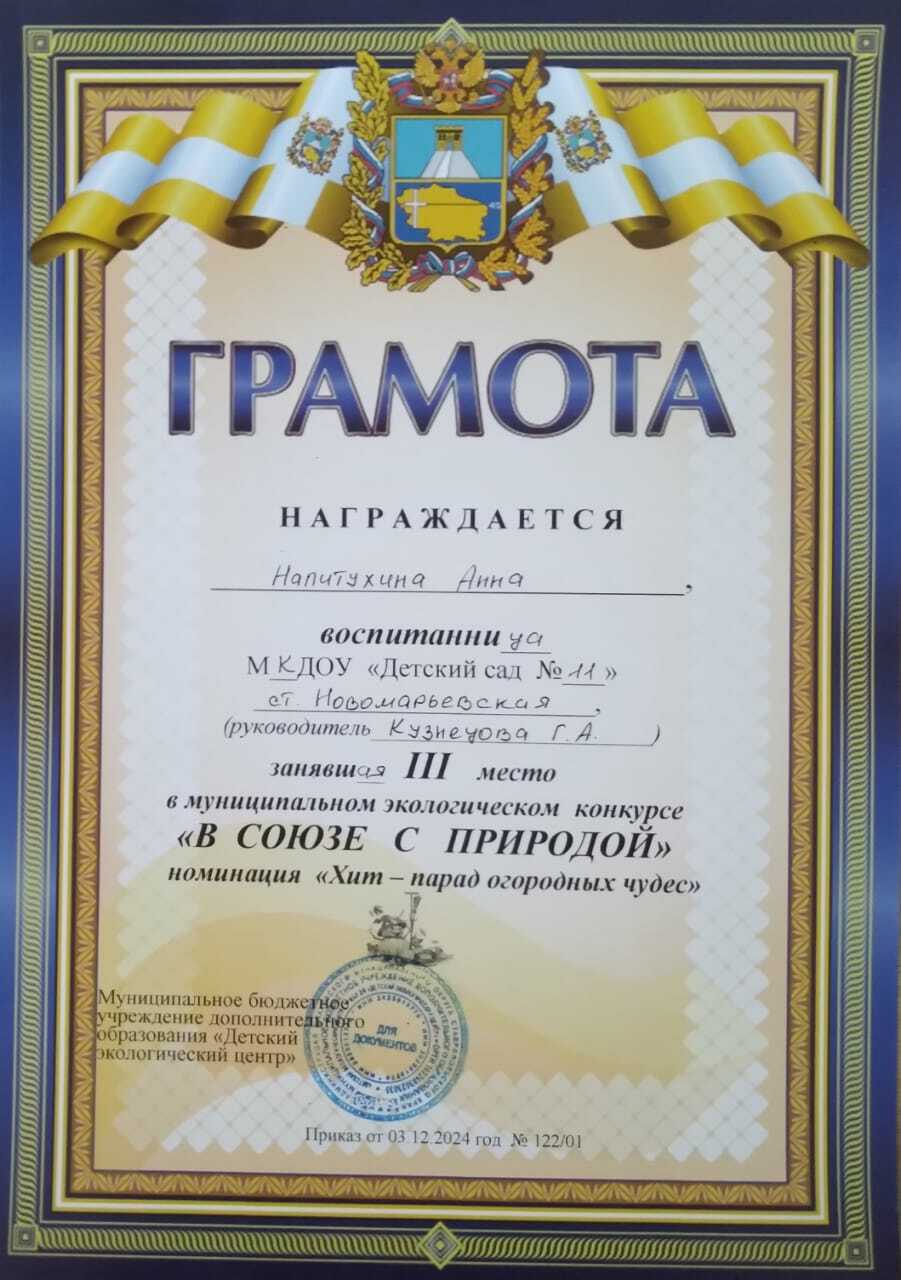 ГРАМОТА
НАГРАЖДАЕТСЯ
Напитухина Анна,
воспитанница
МКДОУ «Детский сад №11»
ст. Новомарьевская,
(руководитель Кузнецова Г.А.)
занявшая III место
в муниципальном экологическом конкурсе
«В СОЮЗЕ С ПРИРОДОЙ»
номинация «Хит – парад огородных чудес»
Муниципальное бюджетное
учреждение дополнительного
образования «Детский
экологический центр»
ДЛЯ
ДОКУМЕНТОВ
Приказ от 03.12.2024 год № 122/01